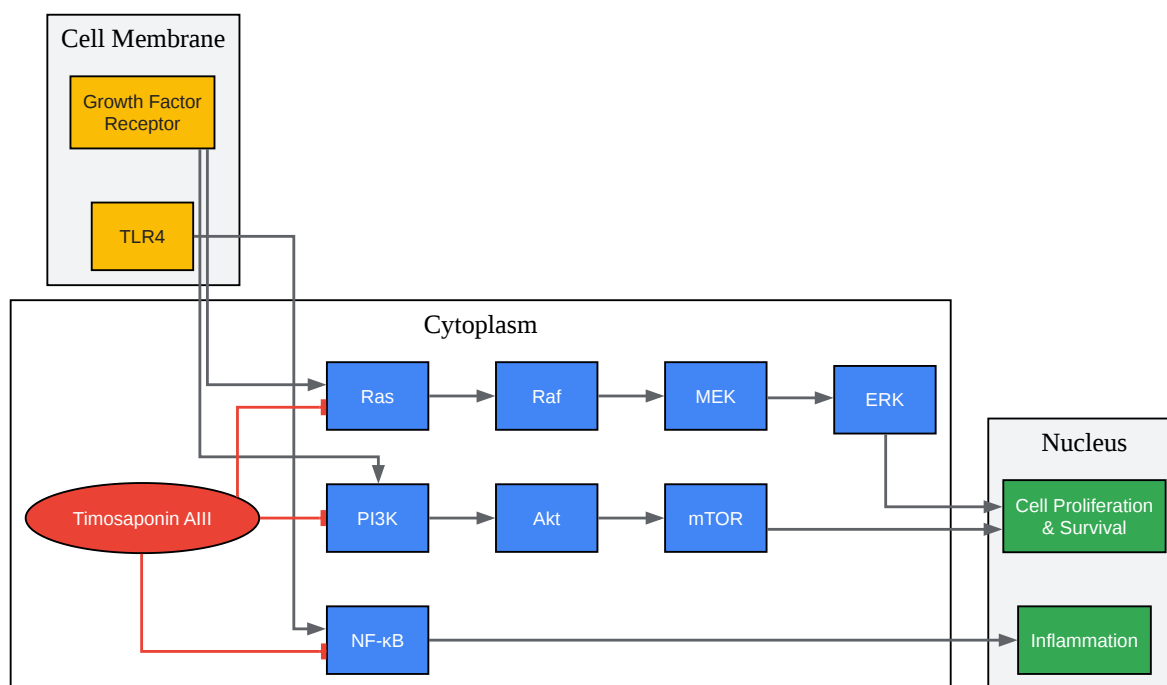 Cell Membrane
Growth Factor
Receptor
TLR4
Cytoplasm
Ras
Raf
MEK
ERK
Nucleus
Timosaponin AIII
PI3K
Akt
mTOR
Cell Proliferation
& Survival
NF-κB
Inflammation